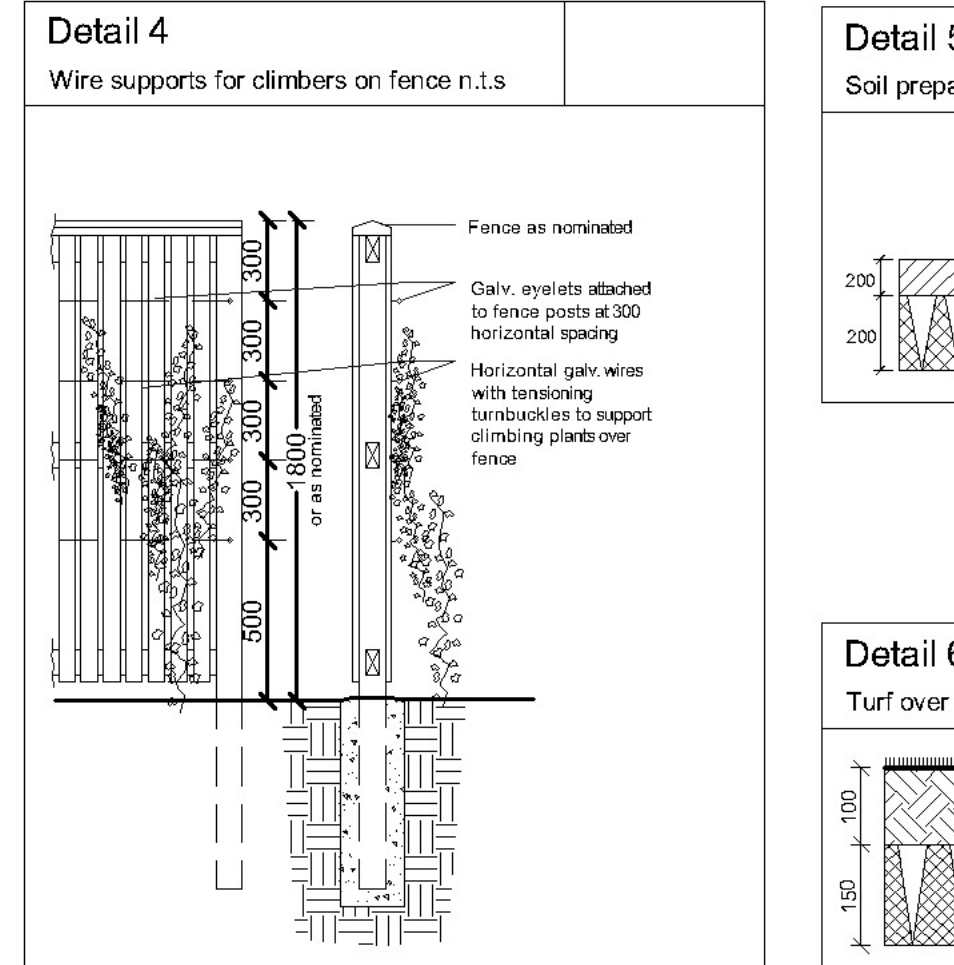 Detail 4
Wire supports for climbers on fence n.t.s
Fence as nominated
Galv. eyelets attached
to fence posts at 300
horizontal spacing
Horizontal galv. wires
with tensioning
turnbuckles to support
climbing plants over
fence
300
300
300
300
500
1800
or as nominated
Detail 5
Soil prepa
200
200
Detail 6
Turf over
100
150